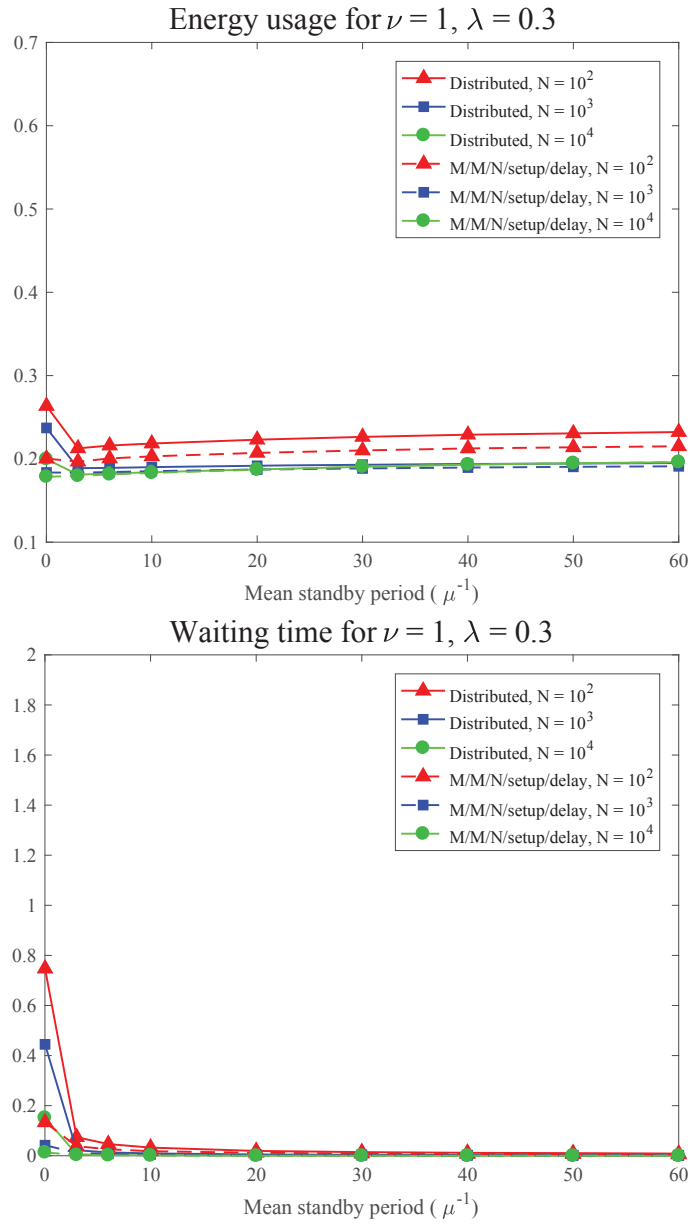 Energy usage for ν = 1, λ = 0.3
0.7
0.6
0.5
0.4
0.3
0.2
0.1
Distributed, N = 10^2
Distributed, N = 10^3
Distributed, N = 10^4
M/M/N/setup/delay, N = 10^2
M/M/N/setup/delay, N = 10^3
M/M/N/setup/delay, N = 10^4
0 10 20 30 40 50 60
Mean standby period ( μ^-1)
Waiting time for ν = 1, λ = 0.3
2
1.8
1.6
1.4
1.2
1
0.8
0.6
0.4
0.2
0
Distributed, N = 10^2
Distributed, N = 10^3
Distributed, N = 10^4
M/M/N/setup/delay, N = 10^2
M/M/N/setup/delay, N = 10^3
M/M/N/setup/delay, N = 10^4
0 10 20 30 40 50 60
Mean standby period ( μ^-1)